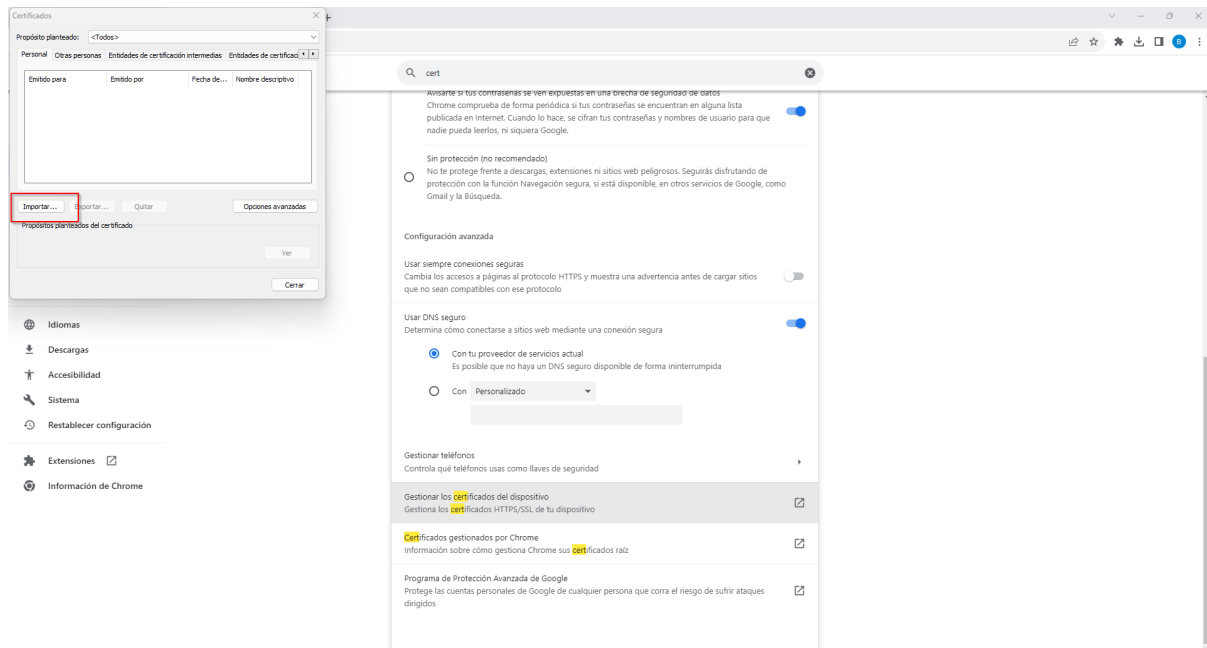 Certificados
Propósito planteado: <Todos>
Personal Otras personas Entidades de certificación intermedias Entidades de certificac
Emitido para Emitido por Fecha de... Nombre descriptivo
Importar... Exportar... Quitar Opciones avanzadas
Propósitos planteados del certificado
Ver
Cerrar
Idiomas
Descargas
Accesibilidad
Sistema
Restablecer configuración
Extensiones
Información de Chrome
B
cert
Avisarte si tus contraseñas se ven expuestas en una brecha de seguridad de datos
Chrome comprueba de forma periódica si tus contraseñas se encuentran en alguna lista
publicada en Internet. Cuando lo hace, se cifran tus contraseñas y nombres de usuario para que
nadie pueda leerlos, ni siquiera Google.
Sin protección (no recomendado)
No te protege frente a descargas, extensiones ni sitios web peligrosos. Seguirás disfrutando de
protección con la función Navegación segura, si está disponible, en otros servicios de Google, como
Gmail y la Búsqueda.
Configuración avanzada
Usar siempre conexiones seguras
Cambia los accesos a páginas al protocolo HTTPS y muestra una advertencia antes de cargar sitios
que no sean compatibles con ese protocolo
Usar DNS seguro
Determina cómo conectarse a sitios web mediante una conexión segura
Con tu proveedor de servicios actual
Es posible que no haya un DNS seguro disponible de forma ininterrumpida
Con Personalizado
Gestionar teléfonos
Controla qué teléfonos usas como llaves de seguridad
Gestionar los certificados del dispositivo
Gestiona los certificados HTTPS/SSL de tu dispositivo
Certificados gestionados por Chrome
Información sobre cómo gestiona Chrome sus certificados raíz
Programa de Protección Avanzada de Google
Protege las cuentas personales de Google de cualquier persona que corra el riesgo de sufrir ataques
dirigidos